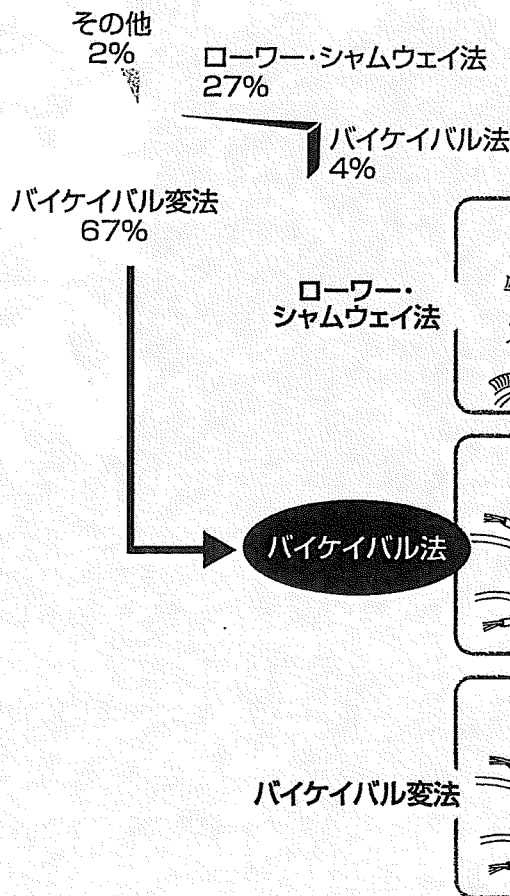 その他
2%
ローワー・シャムウェイ法
27%
バイケイバル法
4%
バイケイバル変法
67%
ローワー・
シャムウェイ法
バイケイバル法
バイケイバル変法